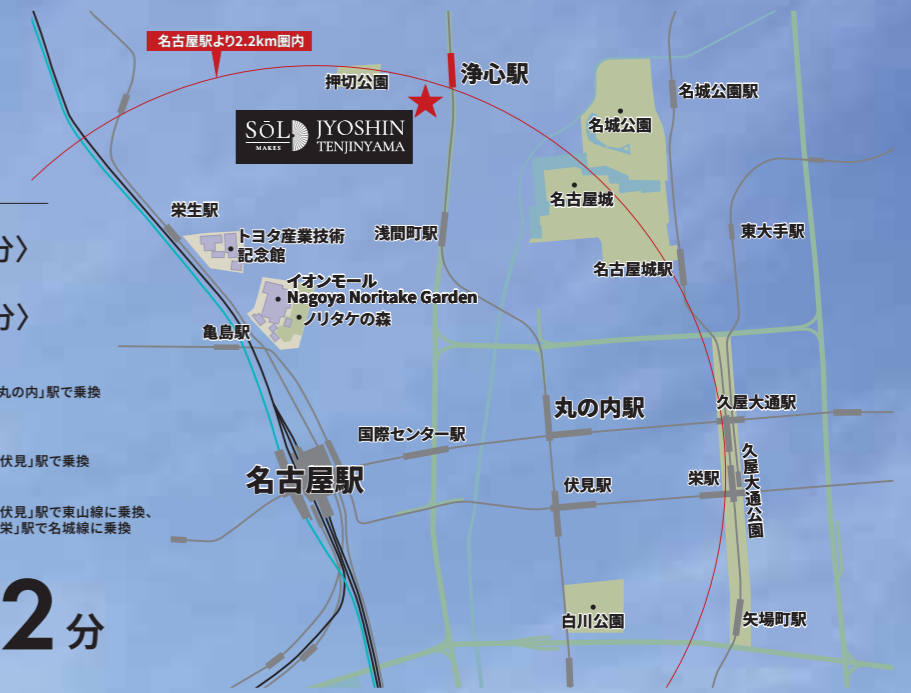 名古屋駅より2.2km圏内
押切公園
浄心駅
名城公園駅
SōL
MAKES
JYOSHIN
TENJINYAMA
名城公園
名古屋城
栄生駅
トヨタ産業技術
記念館
浅間町駅
東大手駅
名古屋城駅
分〉
イオンモール
Nagoya Noritake Garden
ノリタケの森
分〉
亀島駅
丸の内」駅で乗換
丸の内駅
久屋大通駅
国際センター駅
伏見」駅で乗換
名古屋駅
伏見駅
栄駅
久屋大通公園
伏見」駅で東山線に乗換、
栄」駅で名城線に乗換
2分
白川公園
矢場町駅